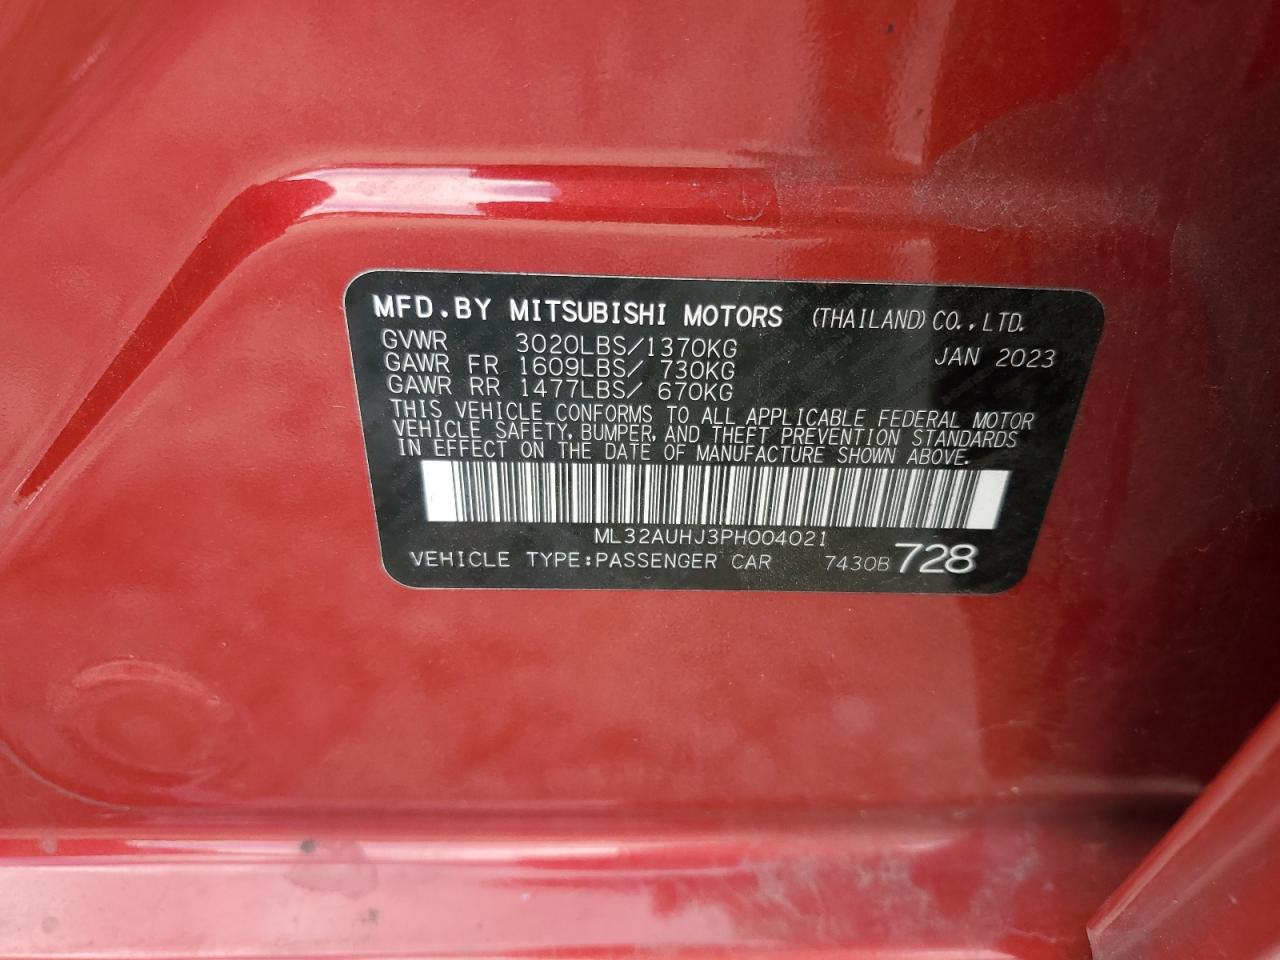 MFD.BY MITSUBISHI MOTORS (THAILAND) CO.,LTD.
GVWR 3020LBS/1370KG JAN 2023
GAWR FR 1609LBS/ 730KG
GAWR RR 1477LBS/ 670KG
THIS VEHICLE CONFORMS TO ALL APPLICABLE FEDERAL MOTOR
VEHICLE SAFETY, BUMPER, AND THEFT PREVENTION STANDARDS
IN EFFECT ON THE DATE OF MANUFACTURE SHOWN ABOVE.
ML32AUHJ3PH004021
VEHICLE TYPE:PASSENGER CAR 7430B 728